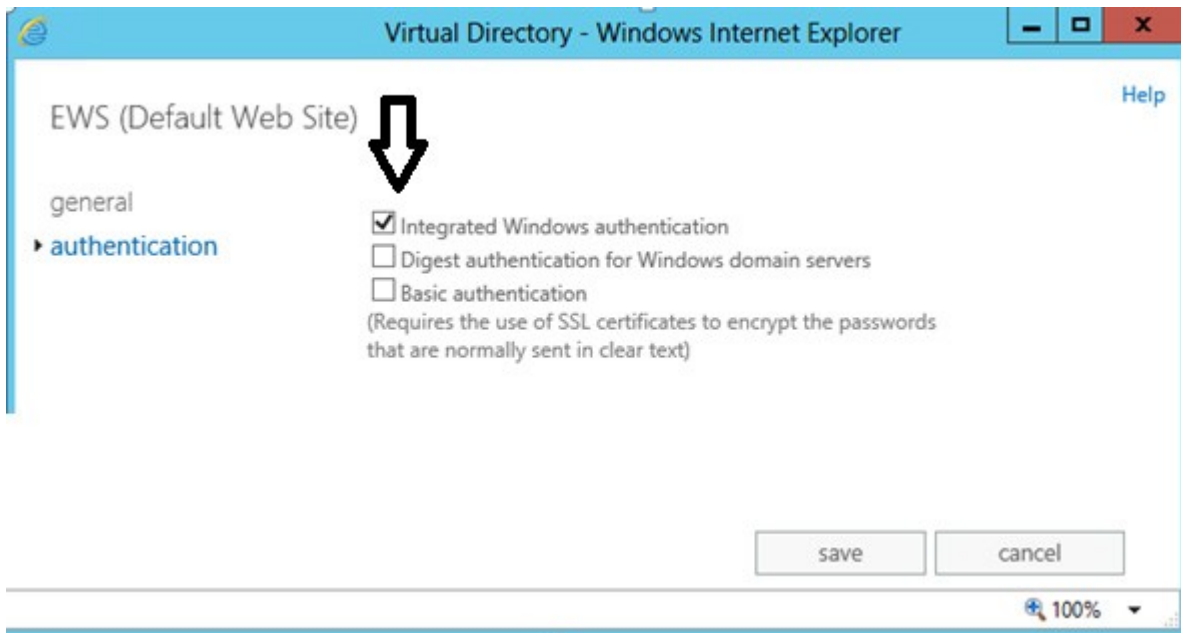 Virtual Directory - Windows Internet Explorer
Help
EWS (Default Web Site)
general
authentication
Integrated Windows authentication
Digest authentication for Windows domain servers
Basic authentication
(Requires the use of SSL certificates to encrypt the passwords
that are normally sent in clear text)
save
cancel
100%